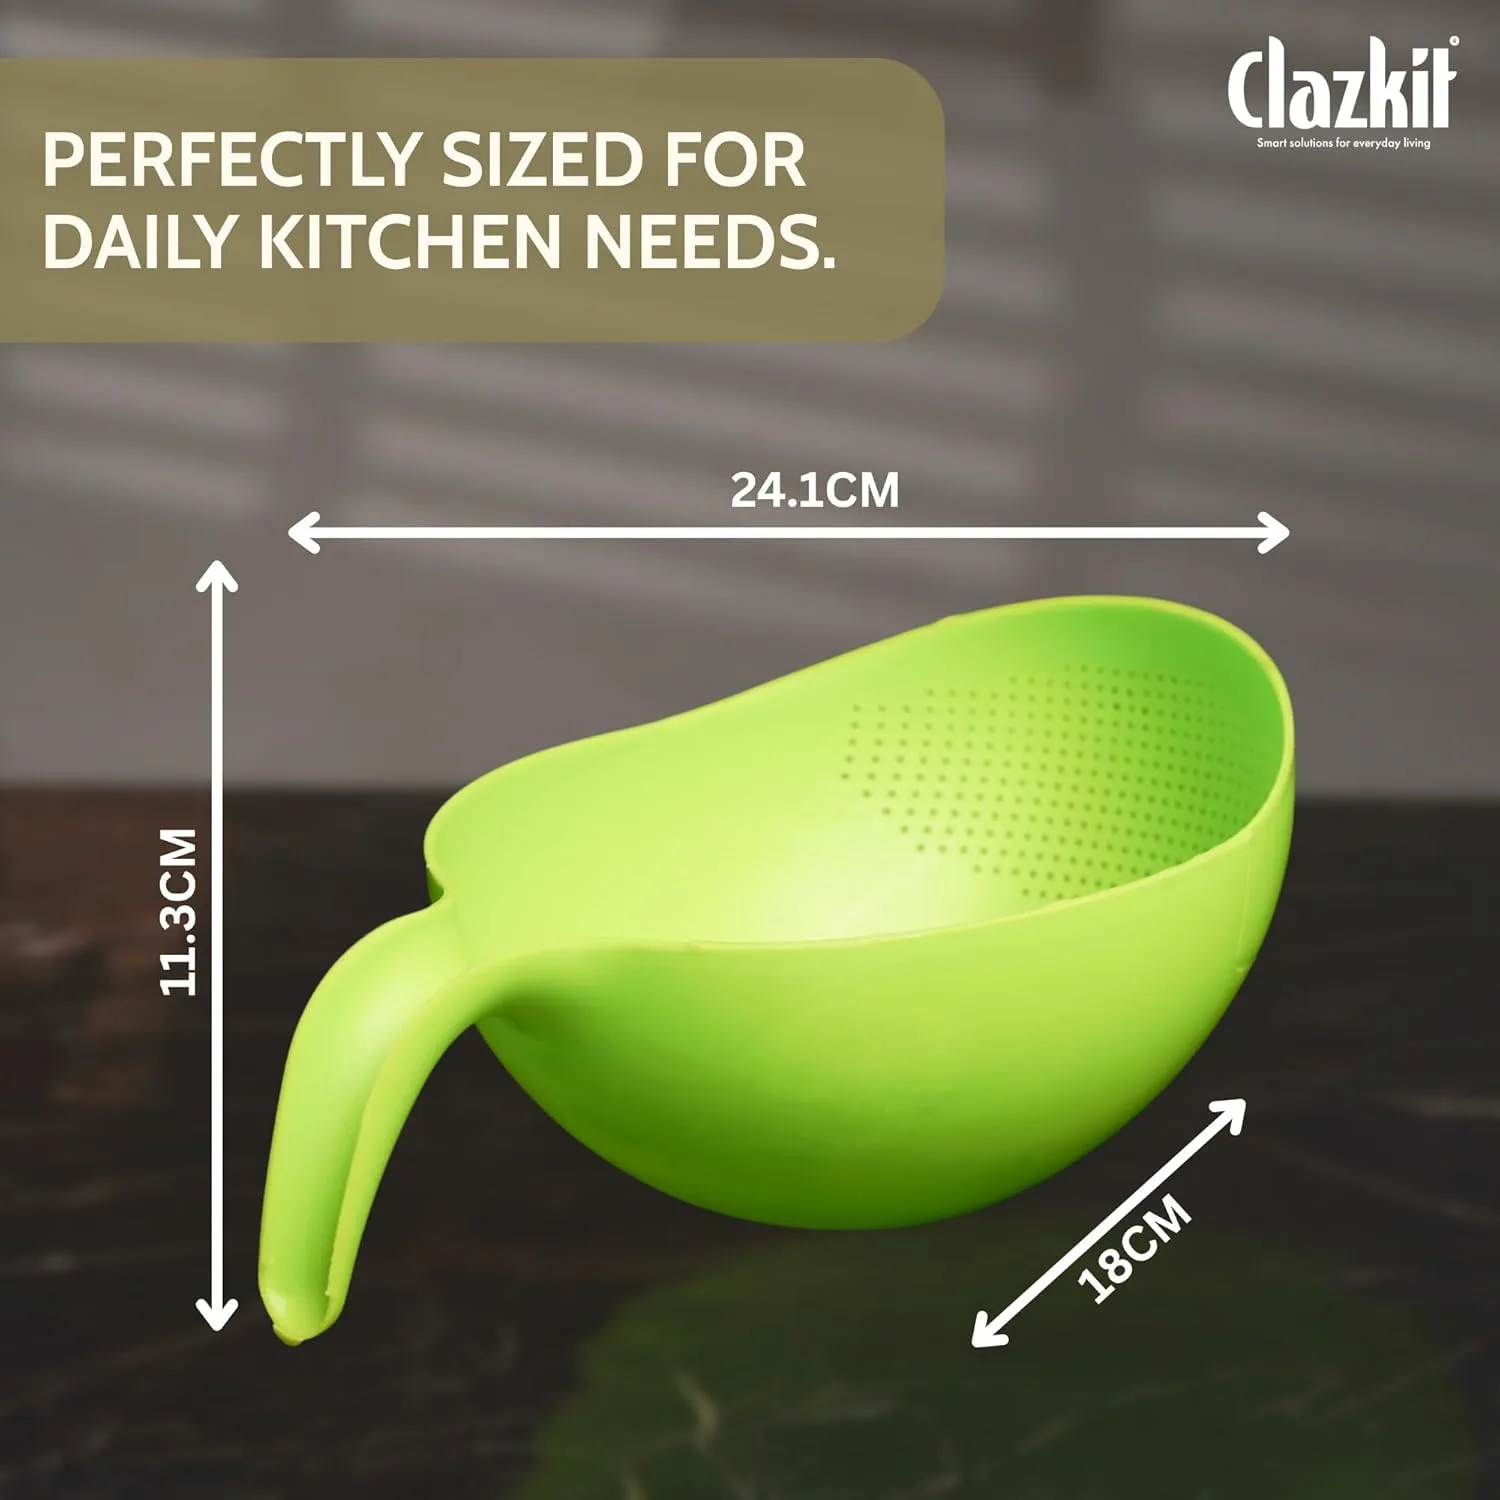 Clazkit®
Smart solutions for everyday living
PERFECTLY SIZED FOR
DAILY KITCHEN NEEDS.
24.1CM
11.3CM
18CM